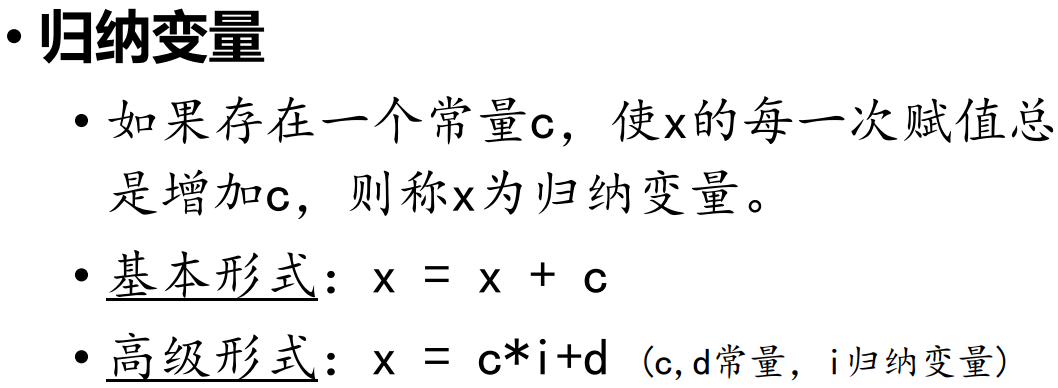 • 归纳变量
• 如果存在一个常量c，使x的每一次赋值总
是增加c，则称x为归纳变量。
• 基本形式：x = x + c
• 高级形式：x = c*i+d (c,d常量，i归纳变量)